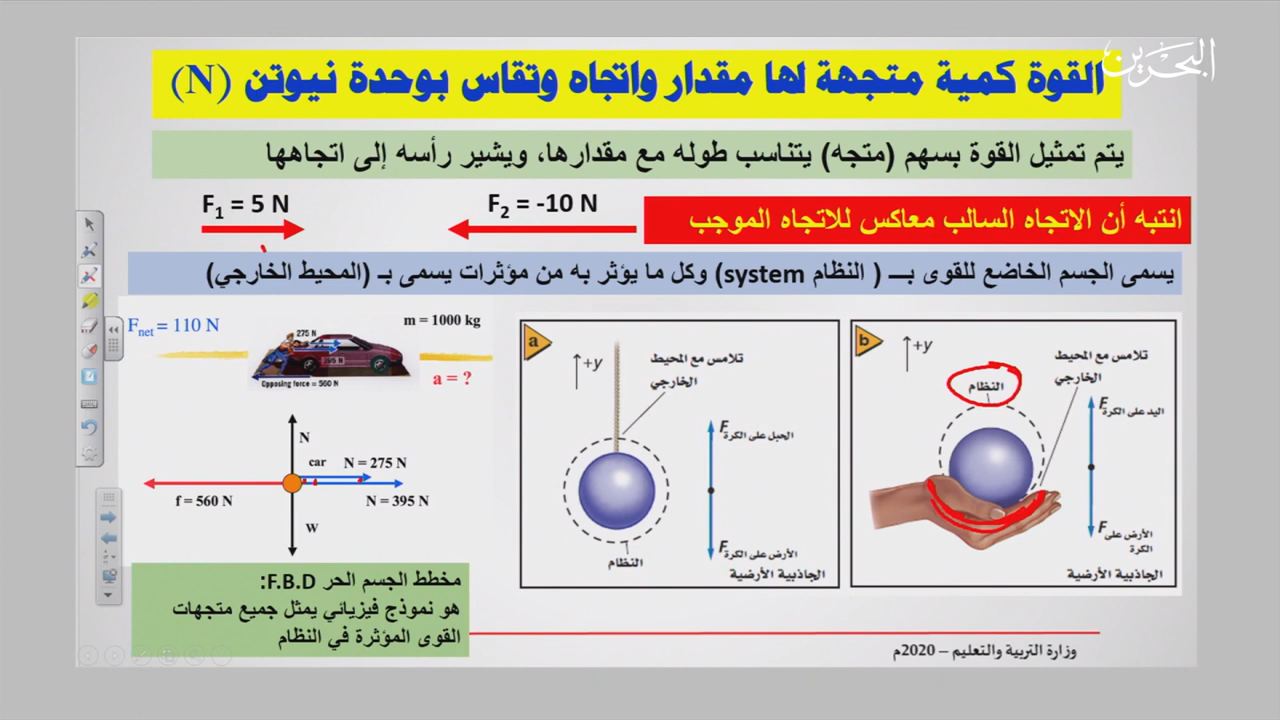 البحرين
القوة كمية متجهة لها مقدار واتجاه وتقاس بوحدة نيوتن (N)
يتم تمثيل القوة بسهم (متجه) يتناسب طوله مع مقدارها، ويشير رأسه إلى اتجاهها
F₁ = 5 N
F₂ = -10 N
انتبه أن الاتجاه السالب معاكس للاتجاه الموجب
يسمى الجسم الخاضع للقوى بـــ ( النظام system) وكل ما يؤثر به من مؤثرات يسمى بـ (المحيط الخارجي)
Fnet = 110 N
275 N
395 N
Opposing force = 560 N
m = 1000 kg
a = ?
N
car
N = 275 N
f = 560 N
N = 395 N
W
a
+y
تلامس مع المحيط
الخارجي
F الحبل على الكرة
F الأرض على الكرة
النظام
الجاذبية الأرضية
b
+y
النظام
تلامس مع المحيط
الخارجي
F اليد على الكرة
F الأرض على
الكرة
الجاذبية الأرضية
مخطط الجسم الحر F.B.D:
هو نموذج فيزيائي يمثل جميع متجهات
القوى المؤثرة في النظام
وزارة التربية والتعليم – 2020م